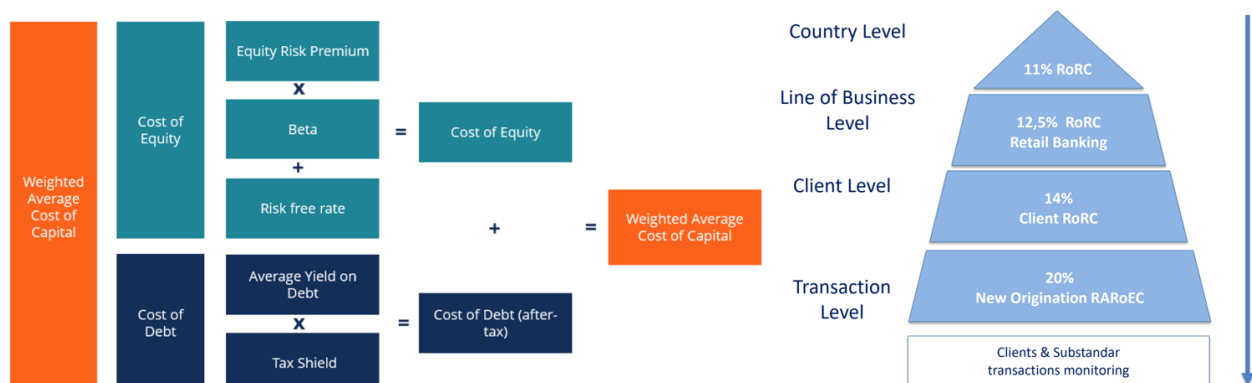 Weighted
Average
Cost of
Capital
Cost of
Equity
Cost of
Debt
Equity Risk Premium
x
Beta
+
Risk free rate
Average Yield on
Debt
x
Tax Shield
=
Cost of Equity
+
=
Cost of Debt (after-
tax)
=
Weighted Average
Cost of Capital
Country Level
11% RoRC
Line of Business
Level
12,5% RoRC
Retail Banking
Client Level
14%
Client RoRC
Transaction
Level
20%
New Origination RARoEC
Clients & Substandar
transactions monitoring